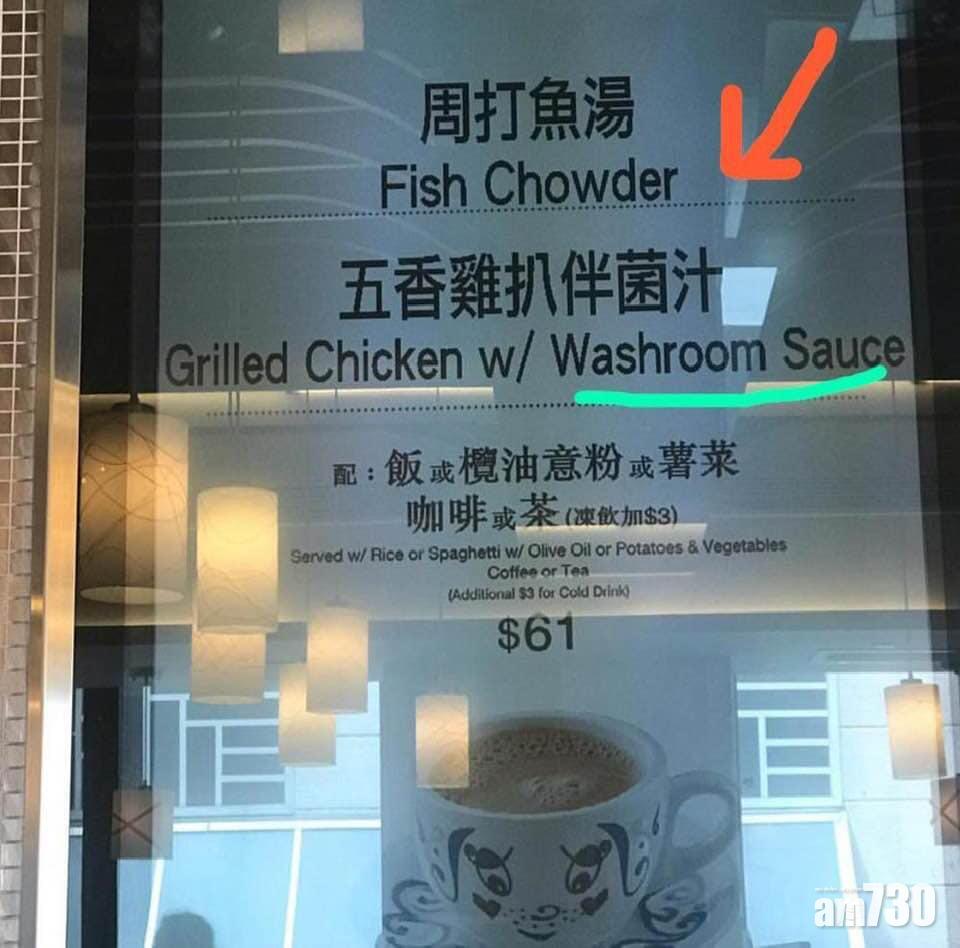 周打魚湯
Fish Chowder
五香雞扒伴菌汁
Grilled Chicken w/ Washroom Sauce
配：飯或欖油意粉或薯菜
咖啡或茶(凍飲加$3)
Served w/ Rice or Spaghetti w/ Olive Oil or Potatoes & Vegetables
Coffee or Tea
(Additional $3 for Cold Drink)
$61
am730